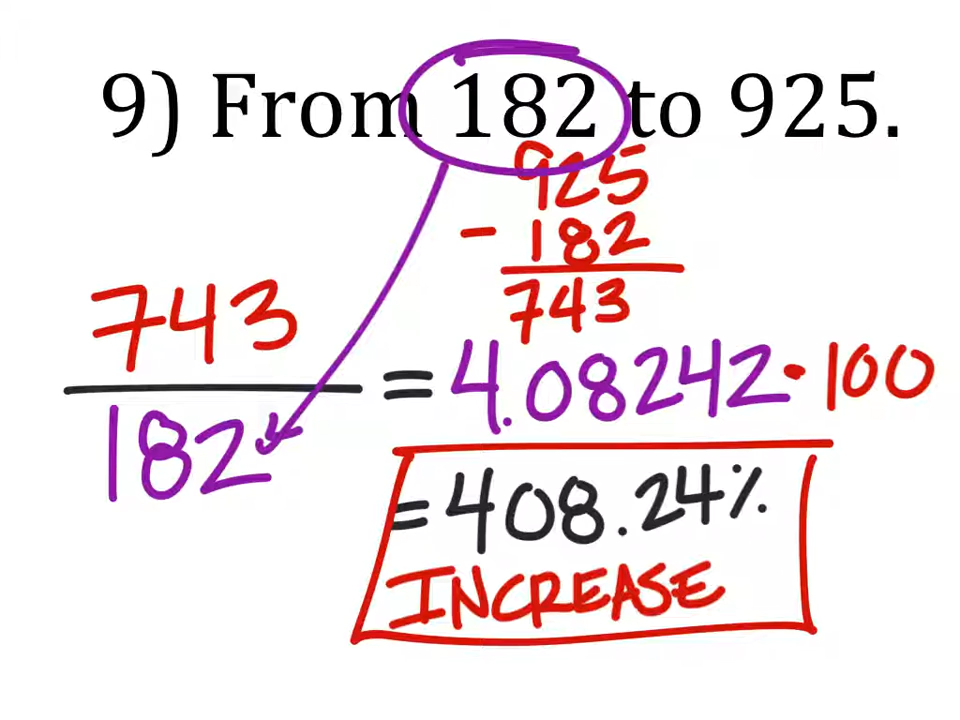 9) From 182 to 925.
925
- 182
743
743
182
= 4.08242 • 100
= 408.24%
INCREASE